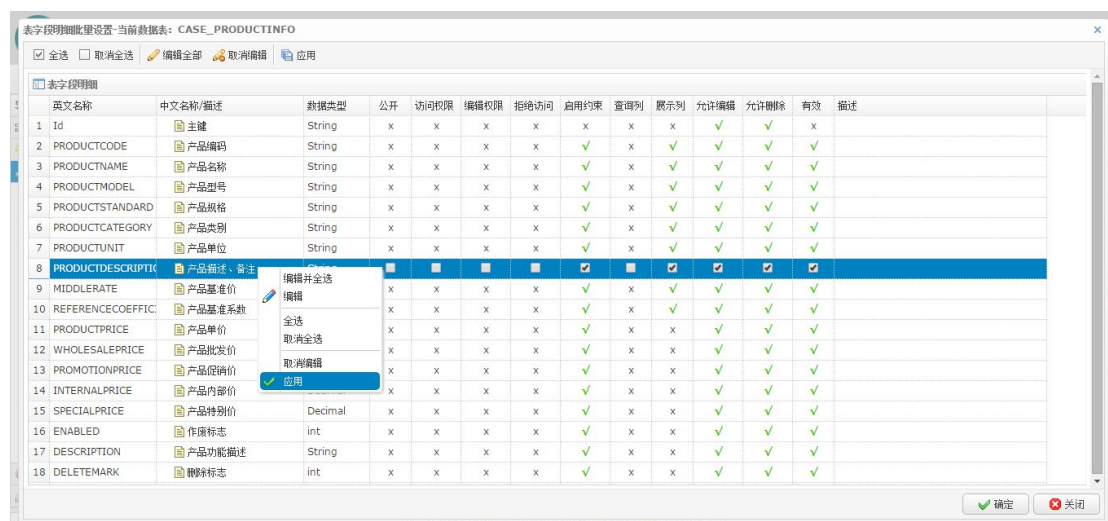 表字段明细批量设置-当前数据表: CASE_PRODUCTINFO
全选 取消全选 编辑全部 取消编辑 应用
表字段明细
英文名称 中文名称/描述 数据类型 公开 访问权限 编辑权限 拒绝访问 启用约束 查询列 展示列 允许编辑 允许删除 有效 描述
1 Id 主键 String x x x x x x x √ √ x
2 PRODUCTCODE 产品编码 String x x x x √ x √ √ √ √
3 PRODUCTNAME 产品名称 String x x x x √ x √ √ √ √
4 PRODUCTMODEL 产品型号 String x x x x √ x √ √ √ √
5 PRODUCTSTANDARD 产品规格 String x x x x √ x √ √ √ √
6 PRODUCTCATEGORY 产品类别 String x x x x √ x √ √ √ √
7 PRODUCTUNIT 产品单位 String x x x x √ x √ √ √ √
8 PRODUCTDESCRIPTI 产品描述、备注
9 MIDDLERATE 产品基准价 x x x x √ x √ √ √ √
10 REFERENCECOEFFIC 产品基准系数 x x x x √ x √ √ √ √
11 PRODUCTPRICE 产品单价 x x x x √ x x √ √ √
12 WHOLESALEPRICE 产品批发价 x x x x √ x x √ √ √
13 PROMOTIONPRICE 产品促销价 x x x x √ x x √ √ √
14 INTERNALPRICE 产品内部价 x x x x √ x x √ √ √
15 SPECIALPRICE 产品特别价 Decimal x x x x √ x x √ √ √
16 ENABLED 作废标志 int x x x x √ x x √ √ √
17 DESCRIPTION 产品功能描述 String x x x x √ x x √ √ √
18 DELETEMARK 删除标志 int x x x x √ x x √ √ √
编辑并全选
编辑
全选
取消全选
取消编辑
应用
确定 关闭